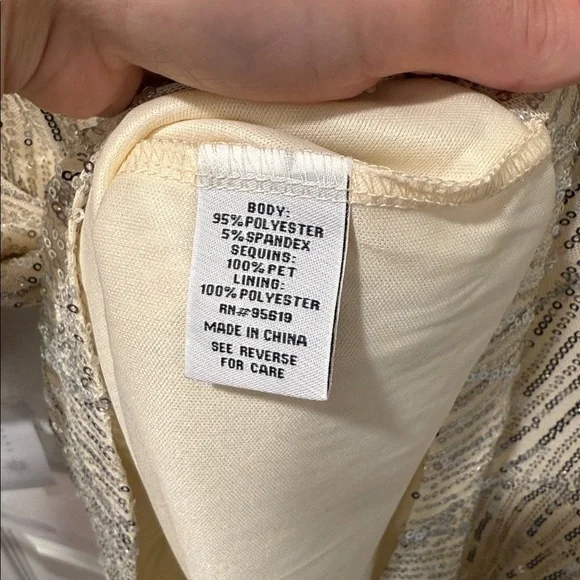 BODY:
95%POLYESTER
5%SPANDEX
SEQUINS:
100%PET
LINING:
100%POLYESTER
RN#95619
MADE IN CHINA
SEE REVERSE
FOR CARE